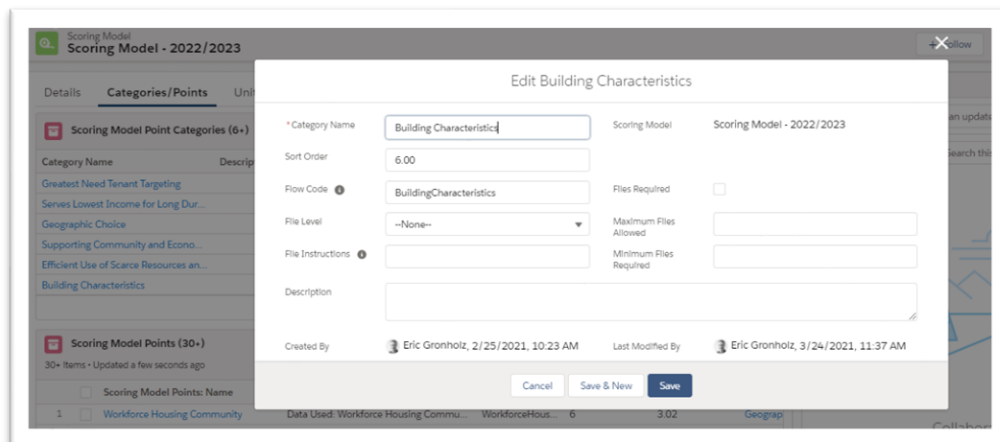 Scoring Model
Scoring Model - 2022/2023
Follow
Details Categories/Points
Scoring Model Point Categories (6+)
Category Name
Greatest Need Tenant Targeting
Serves Lowest Income for Long Dur...
Geographic Choice
Supporting Community and Econo...
Efficient Use of Scarce Resources an...
Building Characteristics
Scoring Model Points (30+)
30+ Items • Updated a few seconds ago
Scoring Model Points: Name
1 Workforce Housing Community Data Used: Workforce Housing Commu... WorkforceHous... 6 3.02 Geograp
Edit Building Characteristics
*Category Name Building Characteristics Scoring Model Scoring Model - 2022/2023
Sort Order 6.00
Flow Code BuildingCharacteristics Files Required
File Level --None-- Maximum Files
Allowed
File Instructions Minimum Files
Required
Description
Created By Eric Gronholz, 2/25/2021, 10:23 AM Last Modified By Eric Gronholz, 3/24/2021, 11:37 AM
Cancel Save & New Save